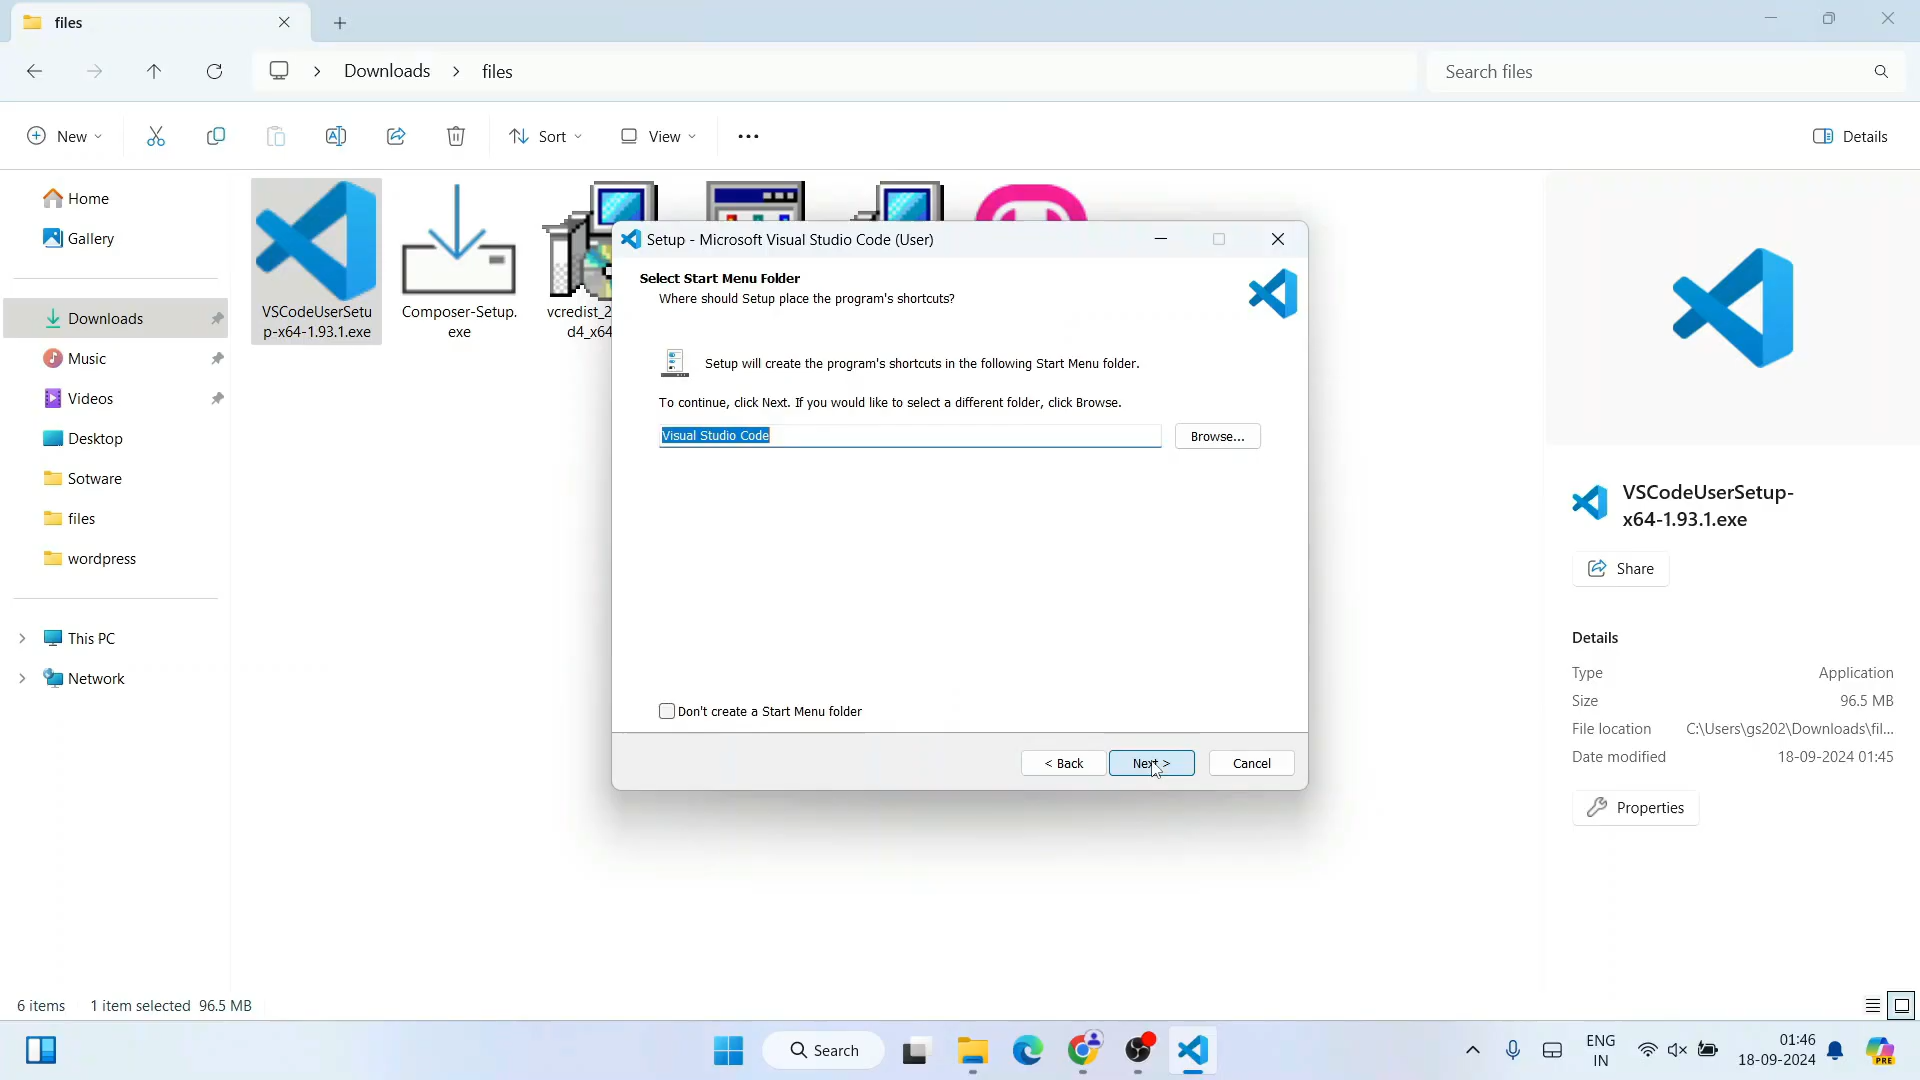 files
Downloads
files
Search files
New
Sort
View
Details
Home
Gallery
Downloads
Music
Videos
Desktop
Sotware
files
wordpress
This PC
Network
VSCodeUserSetu
p-x64-1.93.1.exe
Composer-Setup.
exe
vcredist_2
d4_x64
Setup - Microsoft Visual Studio Code (User)
Select Start Menu Folder
Where should Setup place the program's shortcuts?
Setup will create the program's shortcuts in the following Start Menu folder.
To continue, click Next. If you would like to select a different folder, click Browse.
Visual Studio Code
Browse...
Don't create a Start Menu folder
< Back
Next >
Cancel
VSCodeUserSetup-
x64-1.93.1.exe
Share
Details
Type Application
Size 96.5 MB
File location C:\Users\gs202\Downloads\fil...
Date modified 18-09-2024 01:45
Properties
6 items 1 item selected 96.5 MB
Search
ENG
IN
01:46
18-09-2024
PRE